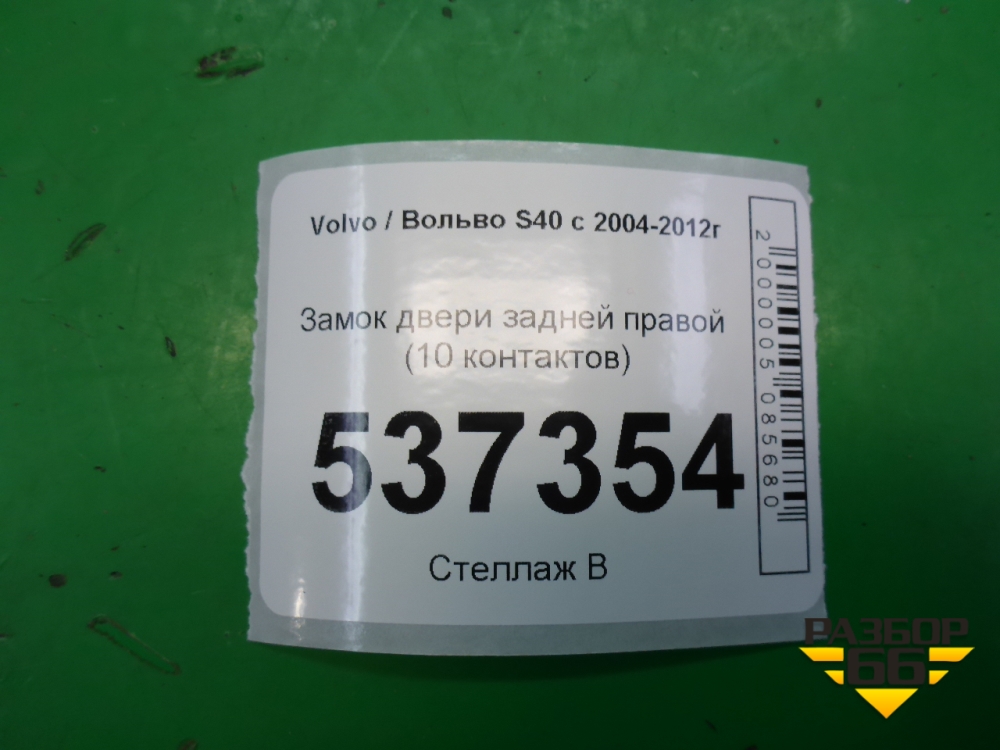 Volvo / Вольво S40 с 2004-2012г
Замок двери задней правой
(10 контактов)
537354
Стеллаж В
2000005085680
РАЗБОР
66